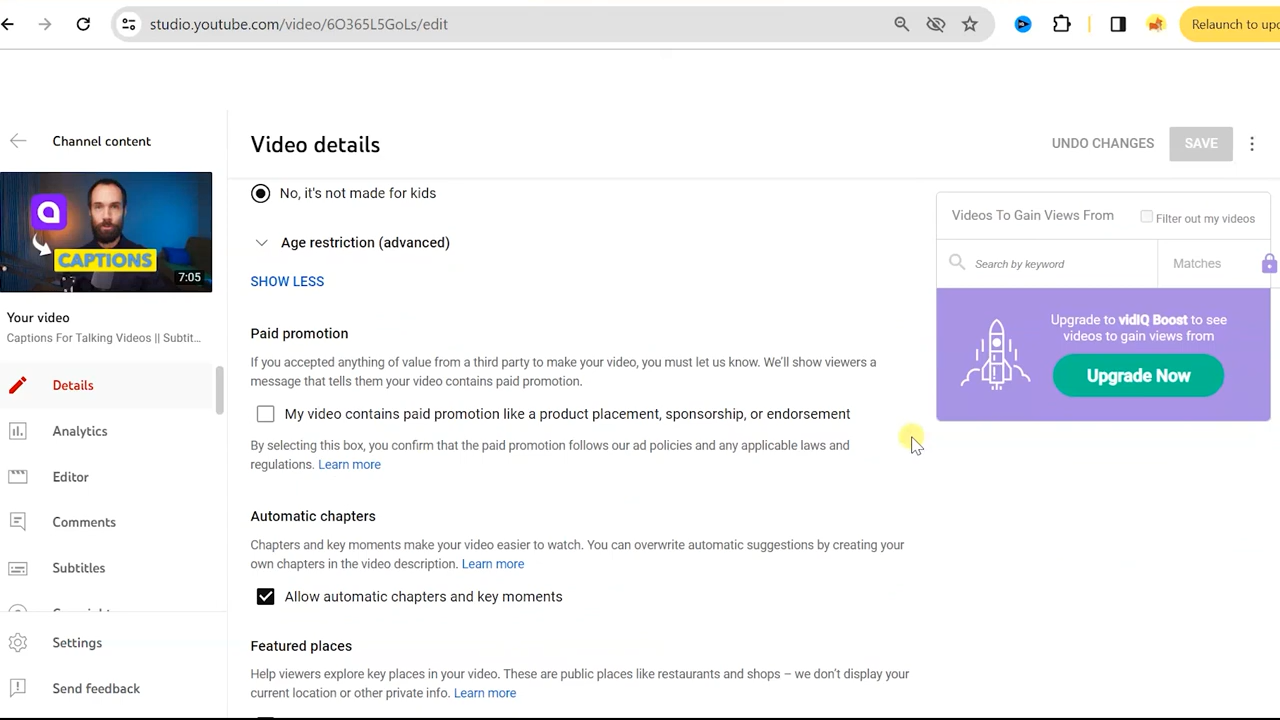 studio.youtube.com/video/6O365L5GoLs/edit
Relaunch to up
Channel content
CAPTIONS
7:05
Your video
Captions For Talking Videos || Subtit...
Details
Analytics
Editor
Comments
Subtitles
Settings
Send feedback
Video details
UNDO CHANGES
SAVE
No, it's not made for kids
Age restriction (advanced)
SHOW LESS
Paid promotion
If you accepted anything of value from a third party to make your video, you must let us know. We'll show viewers a
message that tells them your video contains paid promotion.
My video contains paid promotion like a product placement, sponsorship, or endorsement
By selecting this box, you confirm that the paid promotion follows our ad policies and any applicable laws and
regulations. Learn more
Automatic chapters
Chapters and key moments make your video easier to watch. You can overwrite automatic suggestions by creating your
own chapters in the video description. Learn more
Allow automatic chapters and key moments
Featured places
Help viewers explore key places in your video. These are public places like restaurants and shops – we don't display your
current location or other private info. Learn more
Videos To Gain Views From
Filter out my videos
Search by keyword
Matches
Upgrade to vidIQ Boost to see
videos to gain views from
Upgrade Now